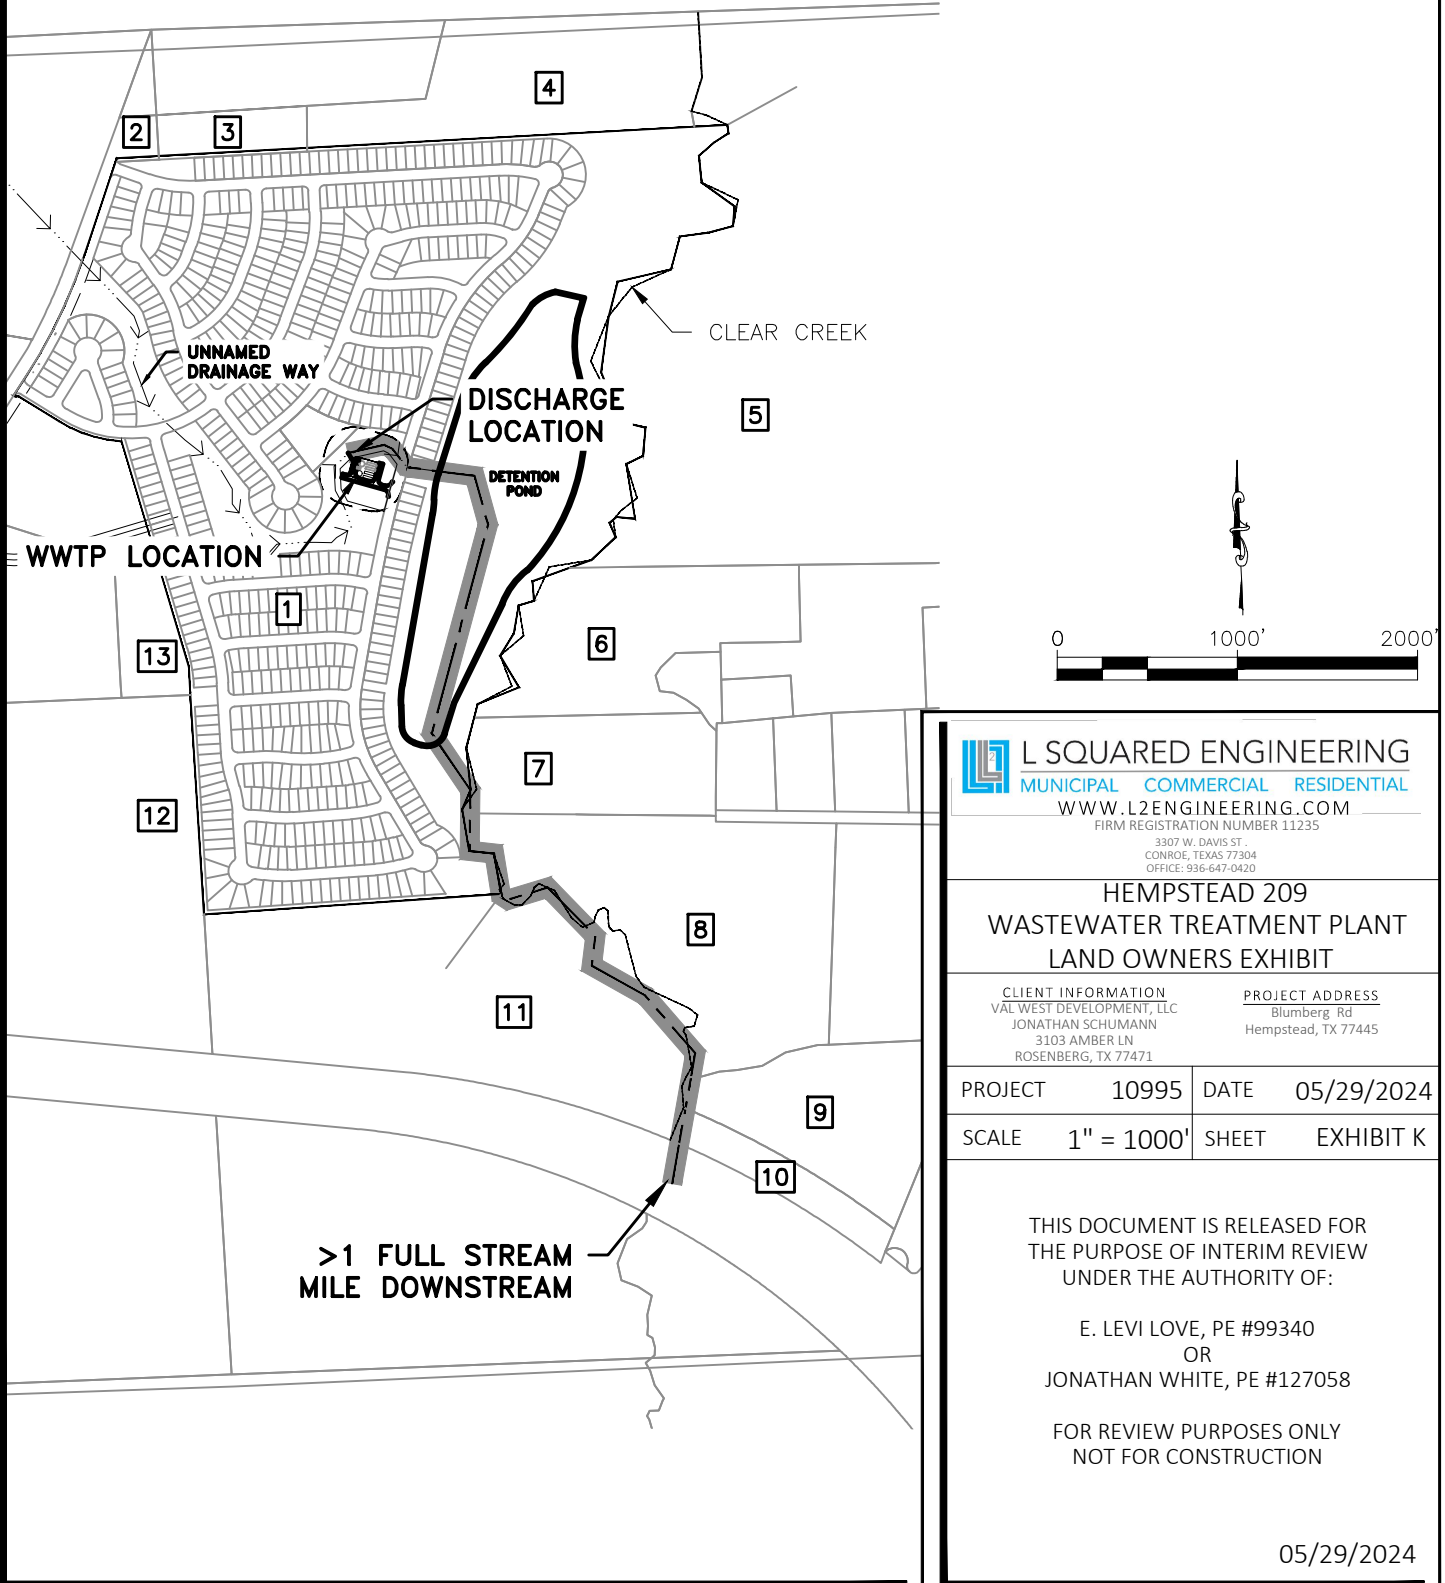 4
2
3
CLEAR CREEK
UNNAMED
DRAINAGE WAY
DISCHARGE
LOCATION
5
DETENTION
POND
WWTP LOCATION
1
6
13
0 1000' 2000'
7
12
8
11
9
10
>1 FULL STREAM
MILE DOWNSTREAM
L SQUARED ENGINEERING
MUNICIPAL COMMERCIAL RESIDENTIAL
WWW.L2ENGINEERING.COM
FIRM REGISTRATION NUMBER 11235
3307 W. DAVIS ST .
CONROE, TEXAS 77304
OFFICE: 936-647-0420
HEMPSTEAD 209
WASTEWATER TREATMENT PLANT
LAND OWNERS EXHIBIT
CLIENT INFORMATION
VAL WEST DEVELOPMENT, LLC
JONATHAN SCHUMANN
3103 AMBER LN
ROSENBERG, TX 77471
PROJECT ADDRESS
Blumberg Rd
Hempstead, TX 77445
PROJECT 10995 DATE 05/29/2024
SCALE 1" = 1000' SHEET EXHIBIT K
THIS DOCUMENT IS RELEASED FOR
THE PURPOSE OF INTERIM REVIEW
UNDER THE AUTHORITY OF:
E. LEVI LOVE, PE #99340
OR
JONATHAN WHITE, PE #127058
FOR REVIEW PURPOSES ONLY
NOT FOR CONSTRUCTION
05/29/2024